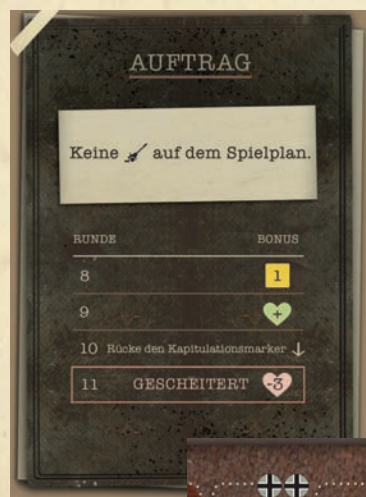 AUFTRAG
Keine auf dem Spielplan.
RUNDE BONUS
8 1
9 +
10 Rücke den Kapitulationsmarker ↓
11 GESCHEITERT -3